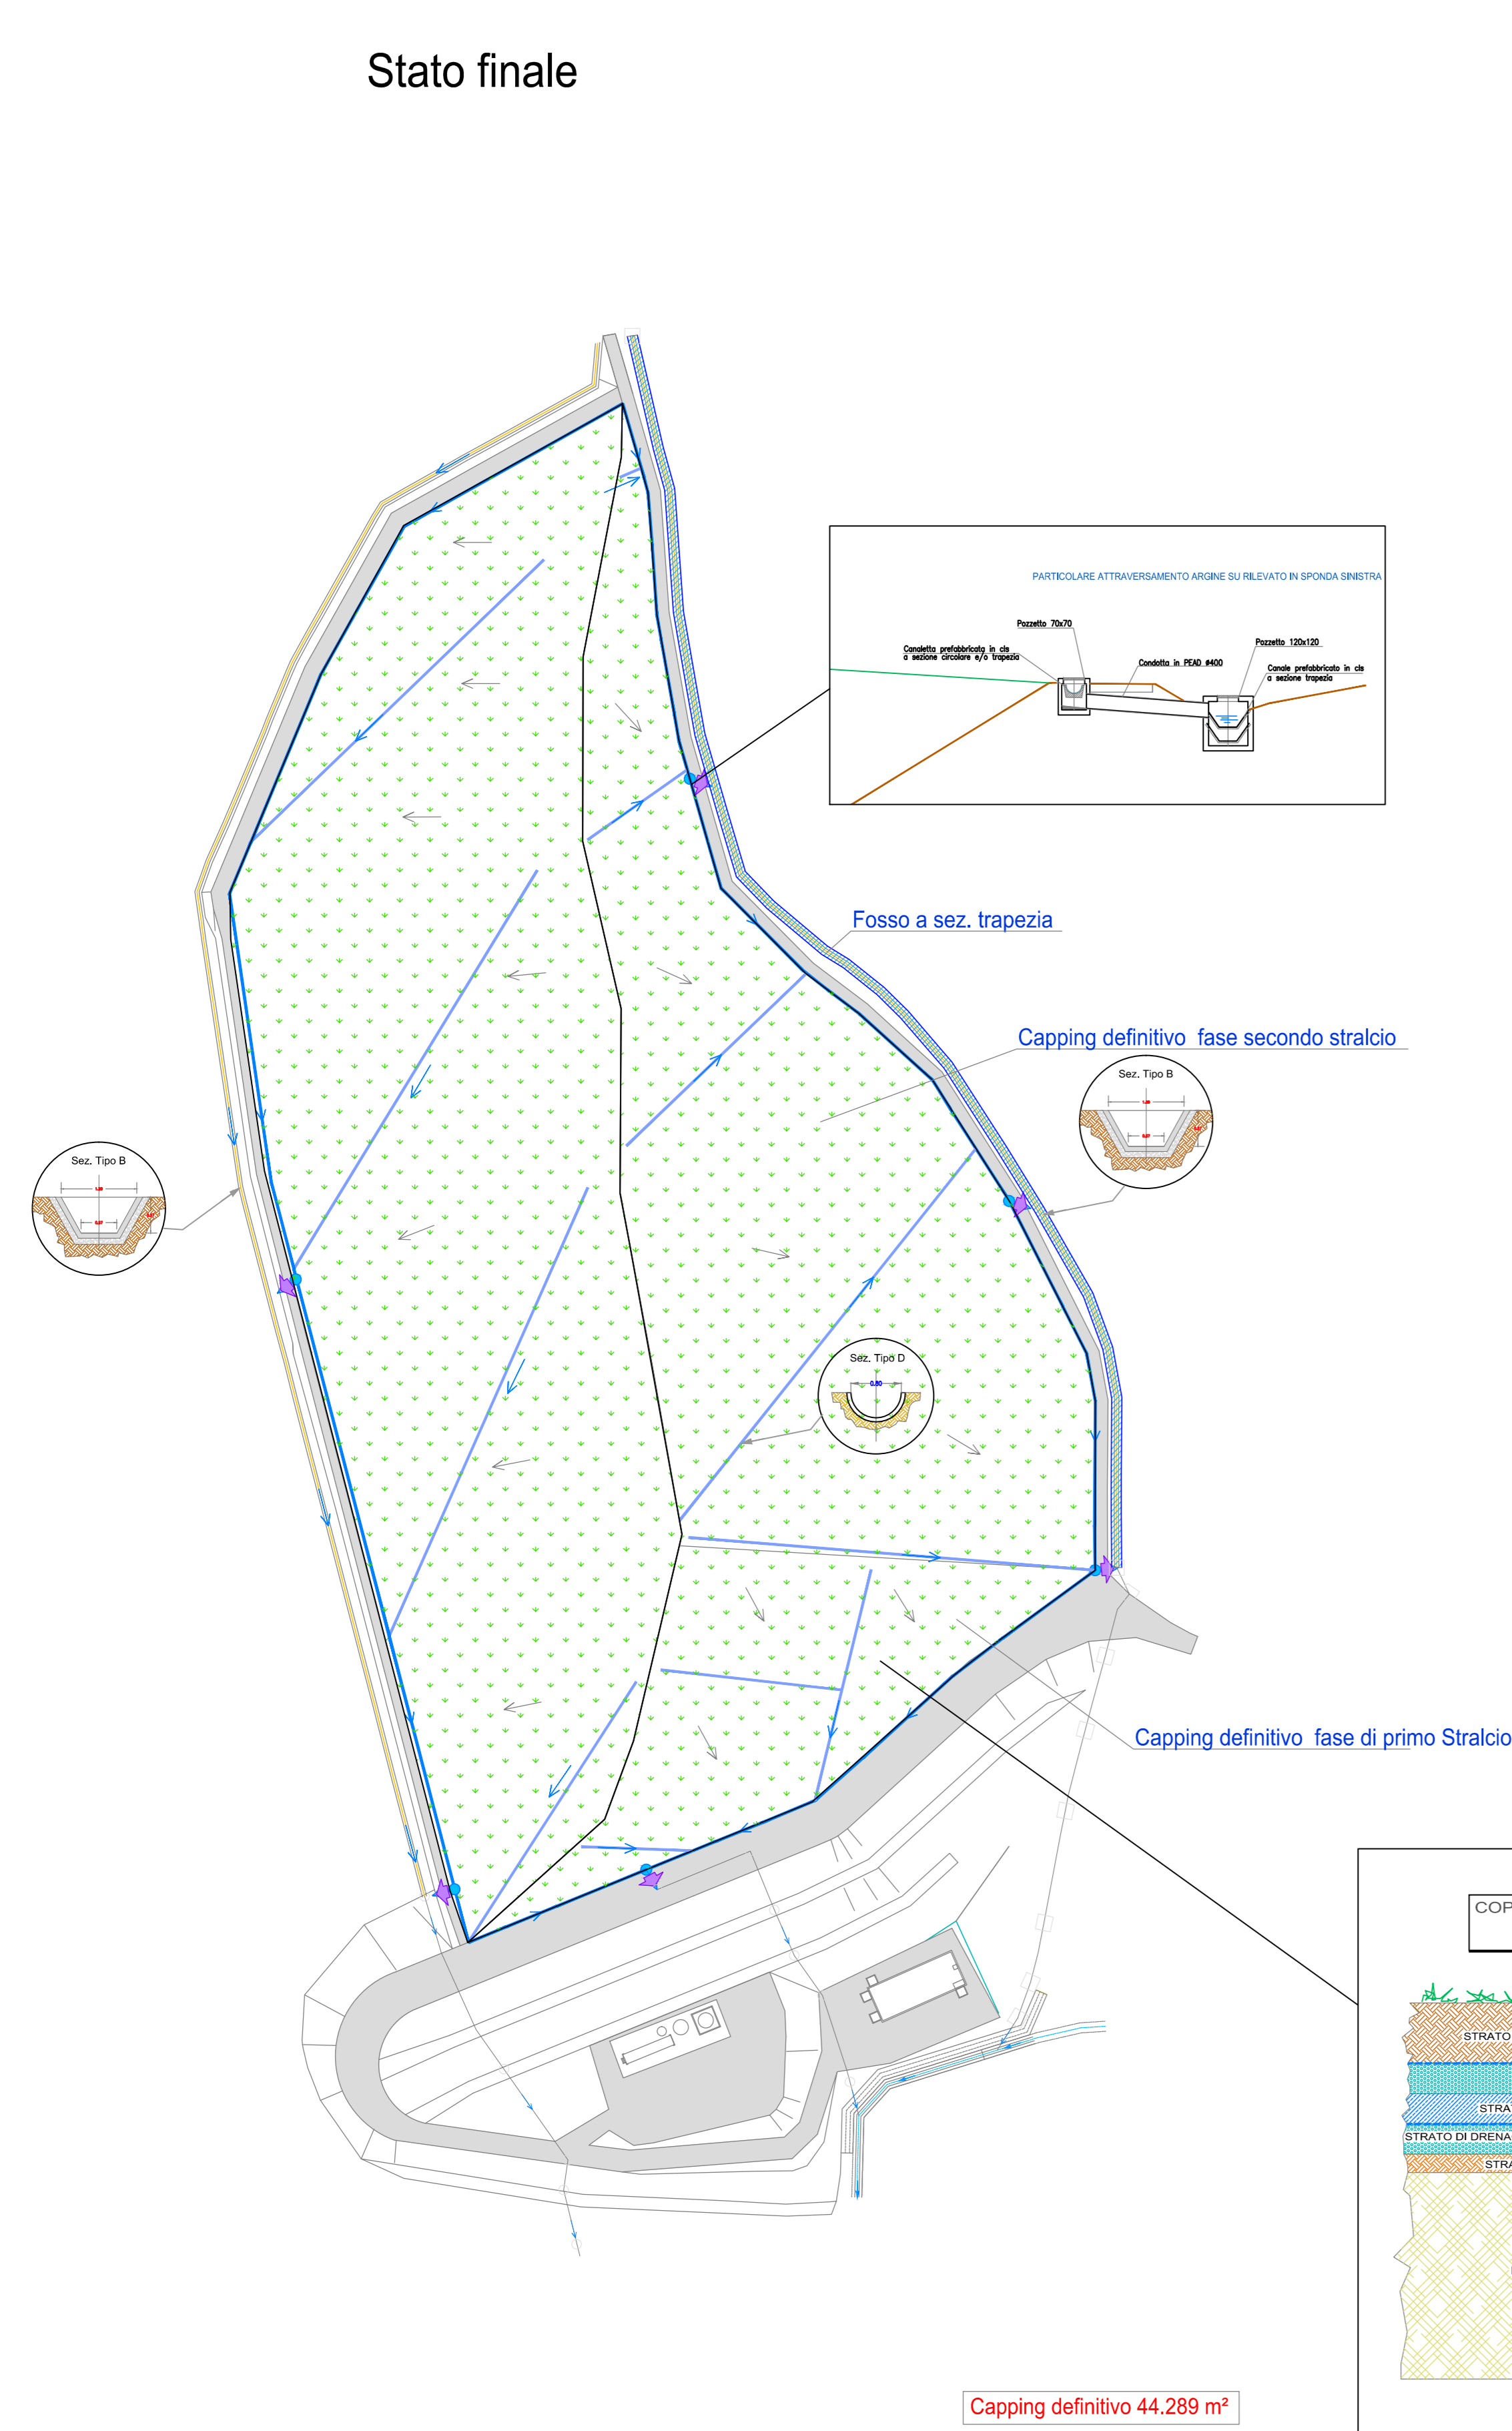 Stato finale
PARTICOLARE ATTRAVERSAMENTO ARGINE SU RILEVATO IN SPONDA SINISTRA
Pozzetto 70x70
Canaletta prefabbricata in cls
a sezione circolare e/o trapezia
Pozzetto 120x120
Condotta in PEAD ø400
Canale prefabbricato in cls
a sezione trapezia
Fosso a sez. trapezia
Capping definitivo fase secondo stralcio
Sez. Tipo B
Sez. Tipo B
Sez. Tipo D
0.80
Capping definitivo fase di primo Stralcio
COP
STRATO
STRA
STRATO DI DRENA
STRA
Capping definitivo 44.289 m²